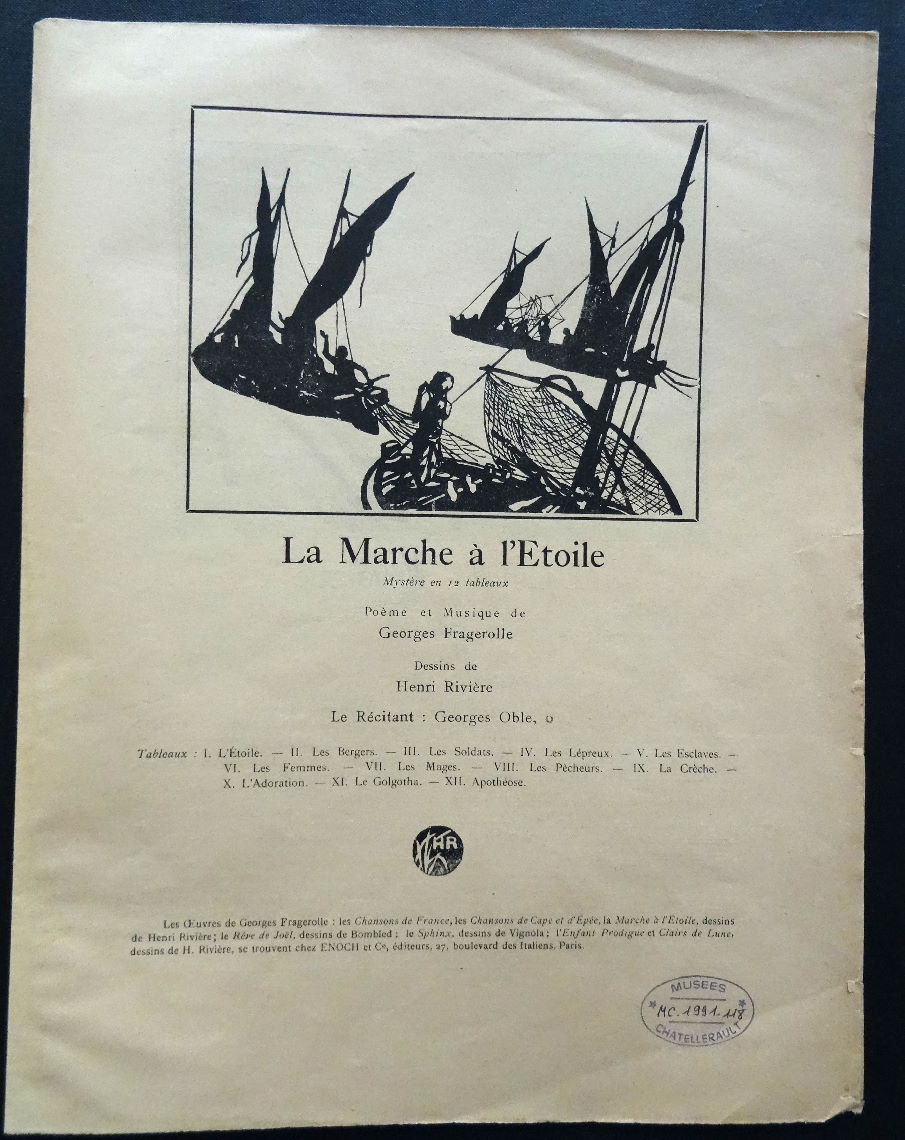 La Marche à l'Etoile
Mystère en 12 tableaux
Poème et Musique de
Georges Fragerolle
Dessins de
Henri Rivière
Le Récitant : Georges Oble, o
Tableaux : I. L'Étoile. — II. Les Bergers. — III. Les Soldats. — IV. Les Lépreux. — V. Les Esclaves. —
VI. Les Femmes. — VII. Les Mages. — VIII. Les Pêcheurs. — IX. La Crèche. —
X. L'Adoration. — XI. Le Golgotha. — XII. Apothéose.
HR
Les Œuvres de Georges Fragerolle : les Chansons de France, les Chansons de Cape et d'Epée, la Marche à l'Etoile, dessins
de Henri Rivière ; le Rêve de Joël, dessins de Bombled ; le Sphinx, dessins de Vignola ; l'Enfant Prodigue et Clairs de Lune,
dessins de H. Rivière, se trouvent chez ENOCH et Cie, éditeurs, 27, boulevard des Italiens, Paris.
MUSEES
MC.1991.118
CHATELLERAULT